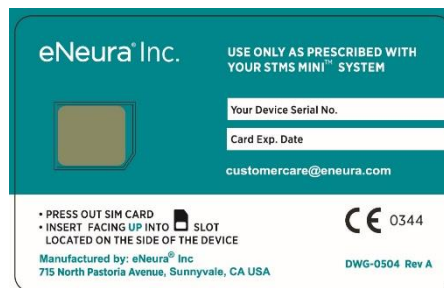 eNeura® Inc.
USE ONLY AS PRESCRIBED WITH
YOUR STMS MINI™ SYSTEM
Your Device Serial No.
Card Exp. Date
customercare@eneura.com
• PRESS OUT SIM CARD
• INSERT FACING UP INTO SLOT
LOCATED ON THE SIDE OF THE DEVICE
Manufactured by: eNeura® Inc
715 North Pastoria Avenue, Sunnyvale, CA USA
CE 0344
DWG-0504 Rev A